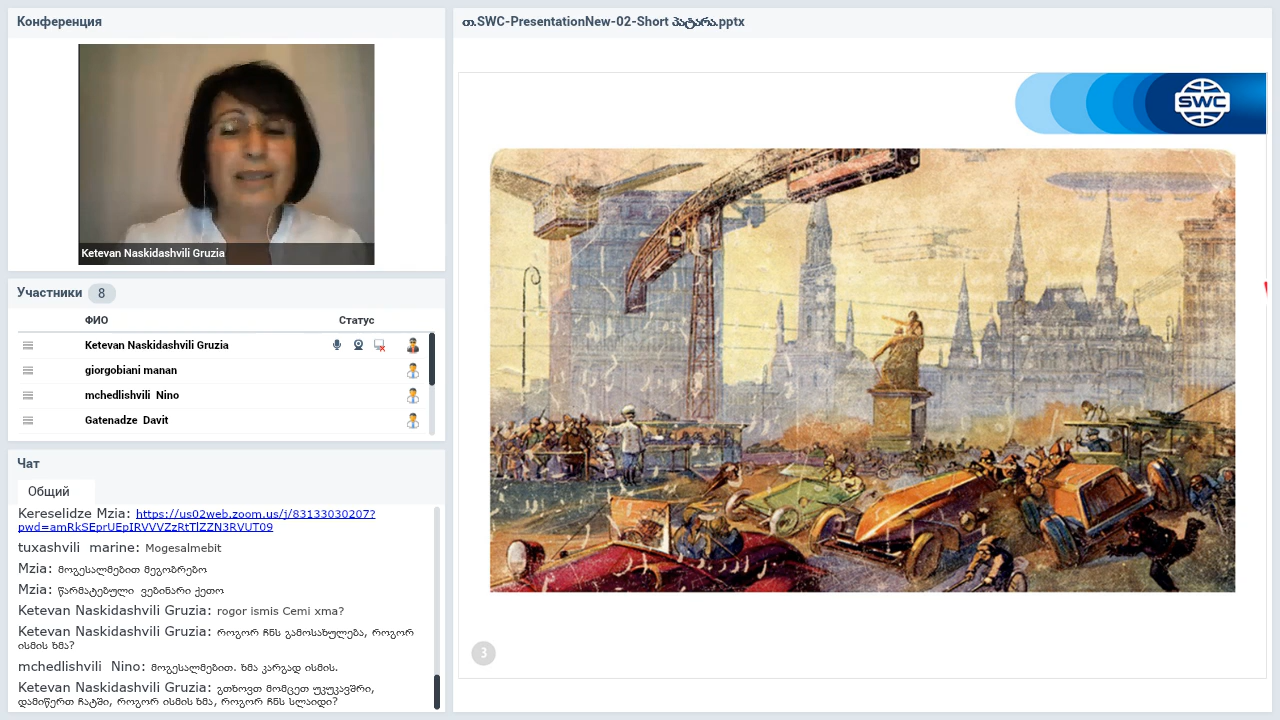 Конференция
Ketevan Naskidashvili Gruzia
Участники 8
ФИО Статус
Ketevan Naskidashvili Gruzia
giorgobiani manan
mchedlishvili Nino
Gatenadze Davit
Чат
Общий
Kereselidze Mzia: https://us02web.zoom.us/j/83133030207?
pwd=amRkSEprUEpIRVVVZzRtTlZZN3RVUT09
tuxashvili marine: Mogesalmebit
Mzia: მოგესალმებით მეგობრებო
Mzia: წარმატებული ვებინარი ქეთო
Ketevan Naskidashvili Gruzia: rogor ismis Cemi xma?
Ketevan Naskidashvili Gruzia: როგორ ჩნს გამოსახულება, როგორ
ისმის ხმა?
mchedlishvili Nino: მოგესალმებით. ხმა კარგად ისმის.
Ketevan Naskidashvili Gruzia: გთხოვთ მომცეთ უკუკავშრი,
დამიწერთ ჩატში, როგორ ისმის ხმა, როგორ ჩნს სლაიდი?
თ.SWC-PresentationNew-02-Short პატარა.pptx
SWC
3